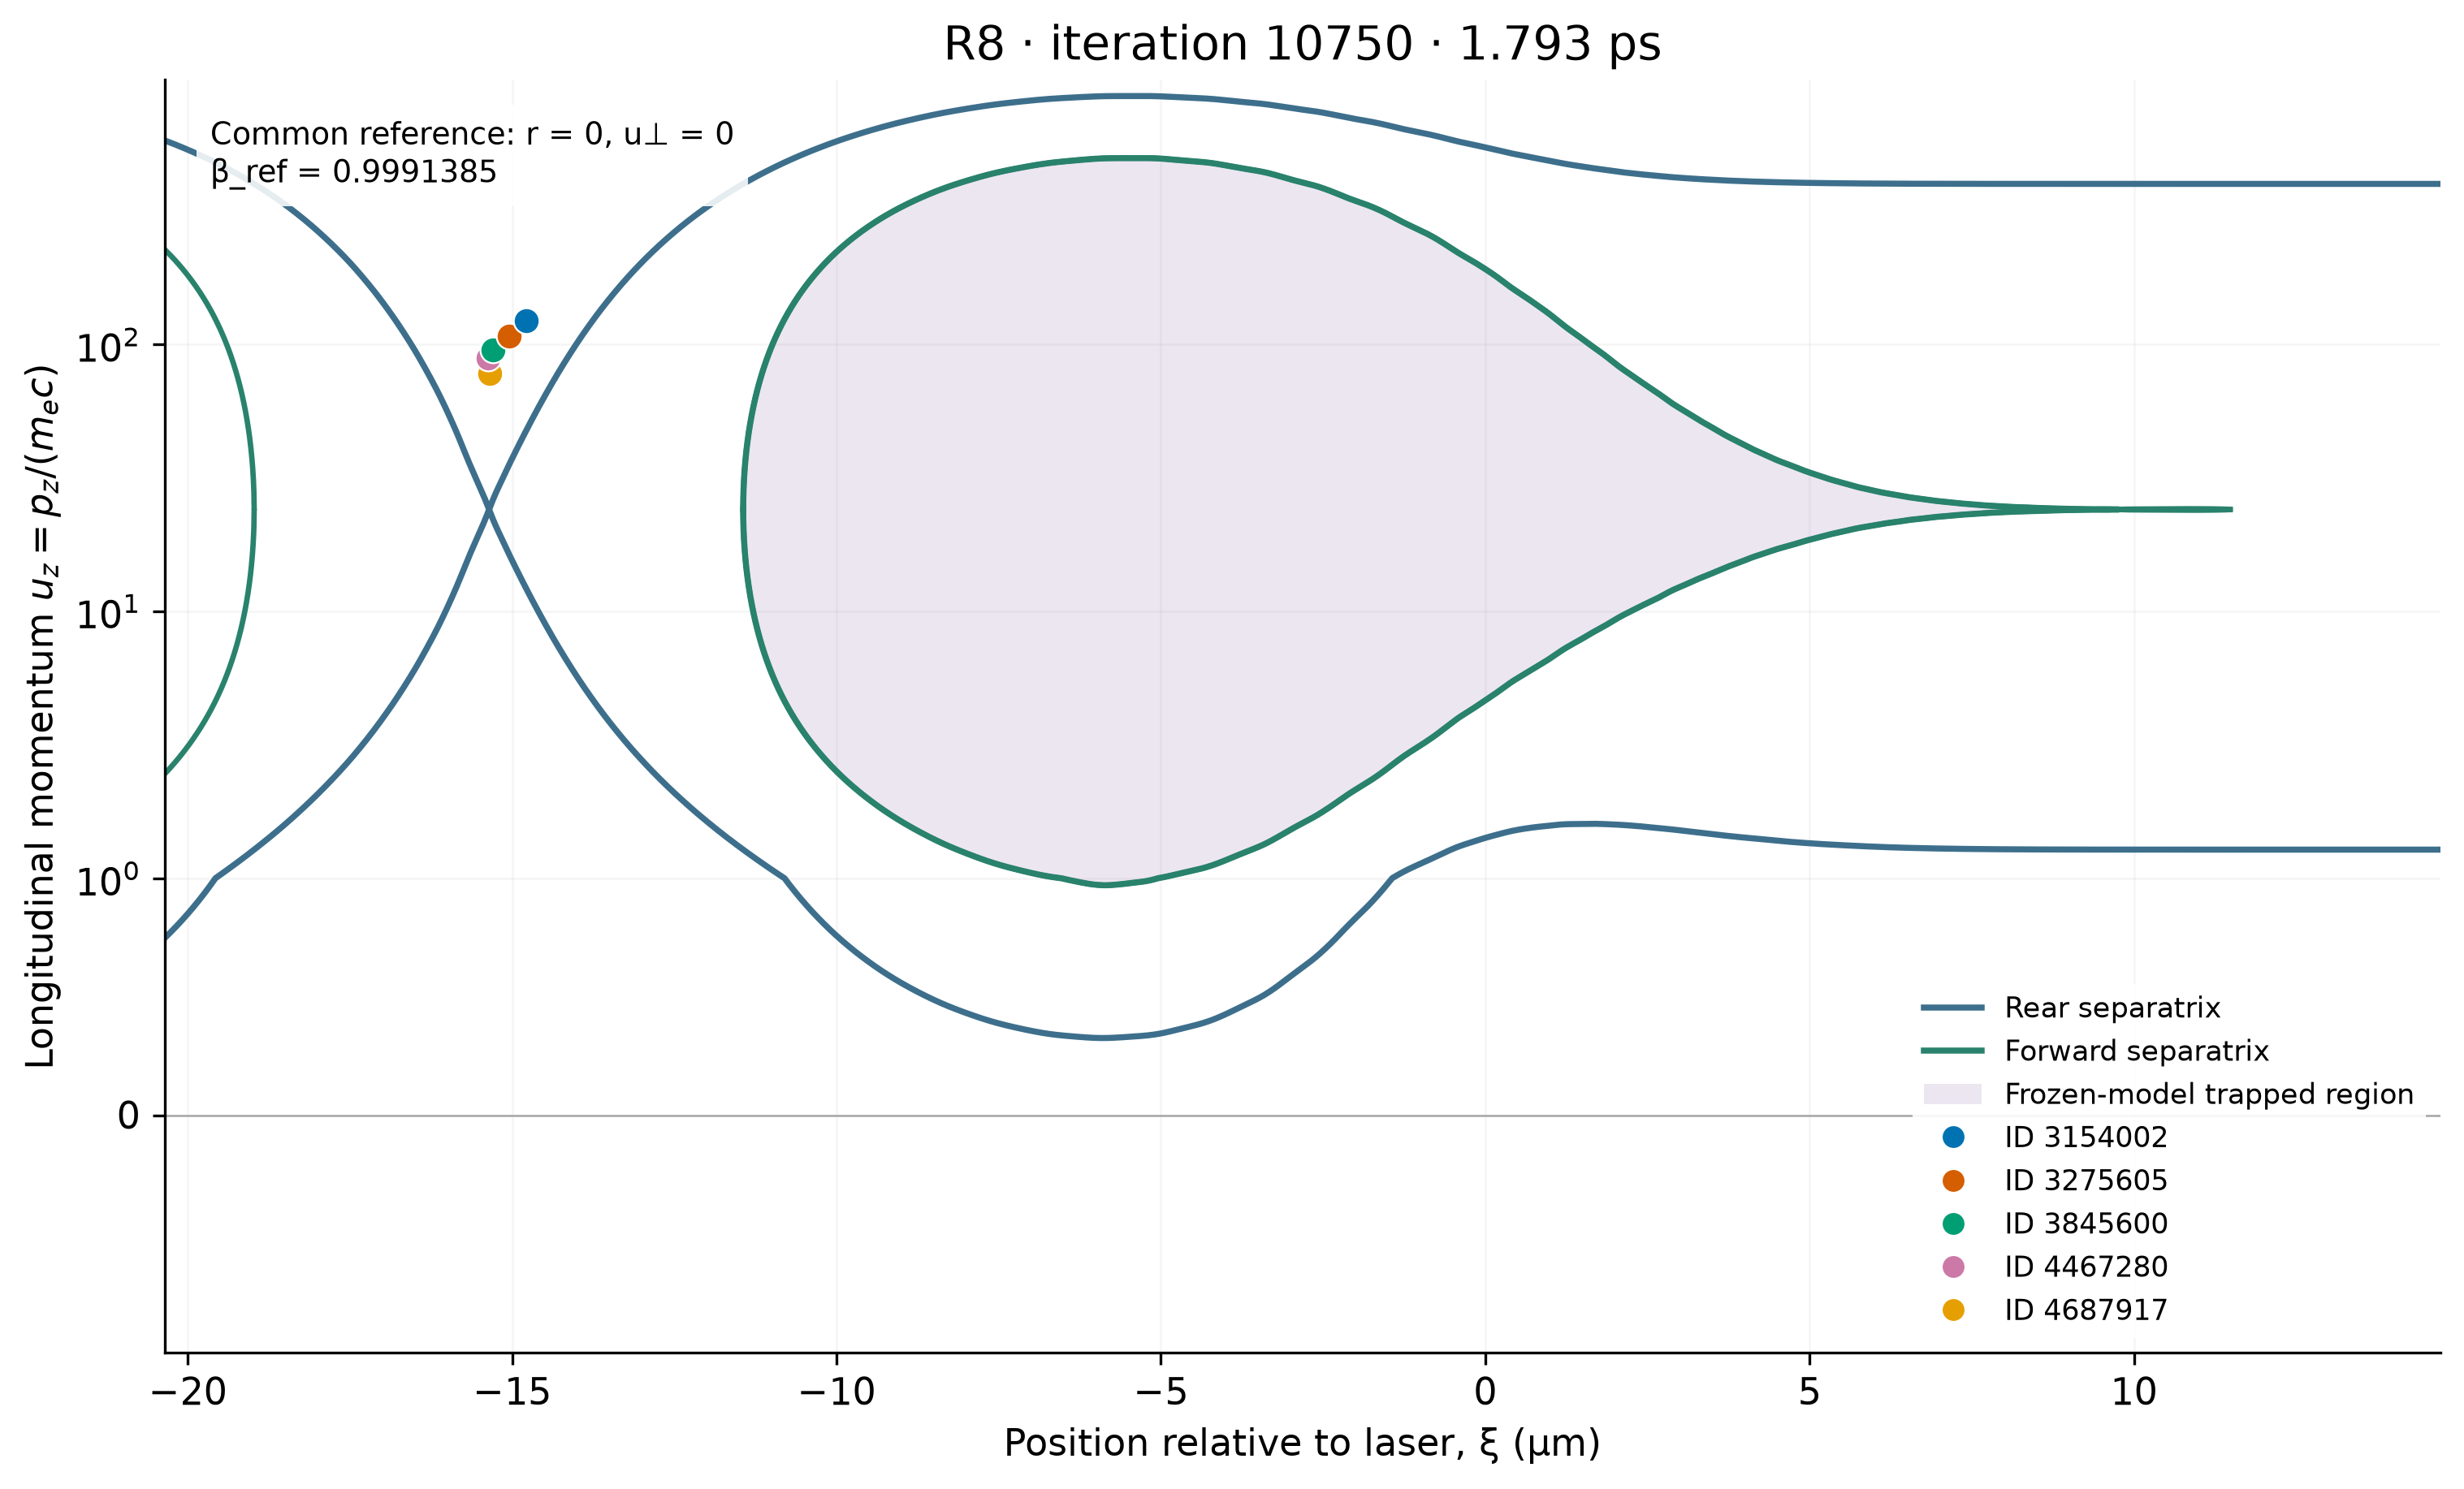 R8 · iteration 10750 · 1.793 ps
Common reference: r = 0, u⊥ = 0
β_ref = 0.9991385
Longitudinal momentum u_z = p_z/(m_e c)
10²
10¹
10⁰
0
Rear separatrix
Forward separatrix
Frozen-model trapped region
ID 3154002
ID 3275605
ID 3845600
ID 4467280
ID 4687917
−20 −15 −10 −5 0 5 10
Position relative to laser, ξ (μm)